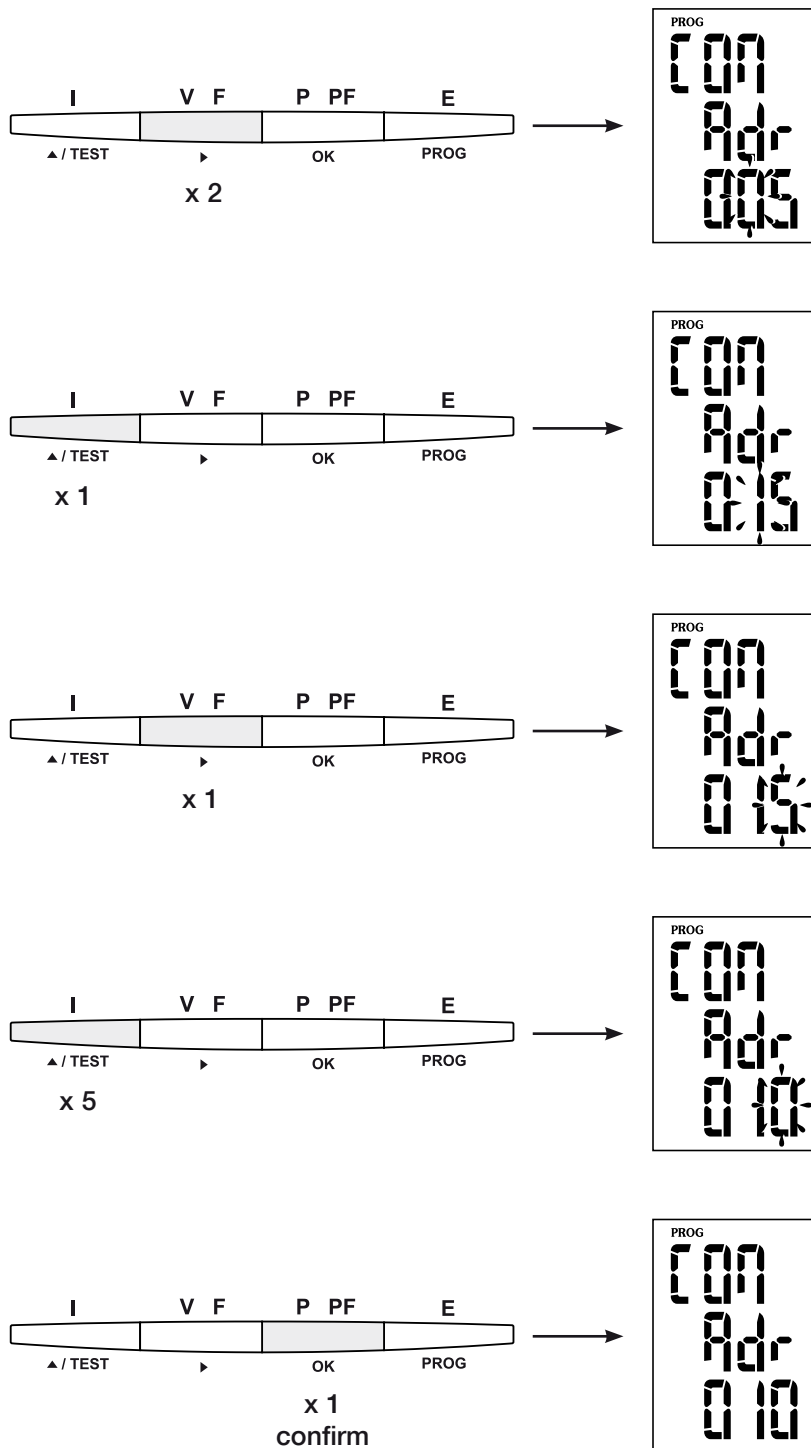 PROG
COM
Adr
005
I V F P PF E
▲ / TEST ▶ OK PROG
x 2
PROG
COM
Adr
015
I V F P PF E
▲ / TEST ▶ OK PROG
x 1
PROG
COM
Adr
015
I V F P PF E
▲ / TEST ▶ OK PROG
x 1
PROG
COM
Adr
010
I V F P PF E
▲ / TEST ▶ OK PROG
x 5
PROG
COM
Adr
010
I V F P PF E
▲ / TEST ▶ OK PROG
x 1
confirm